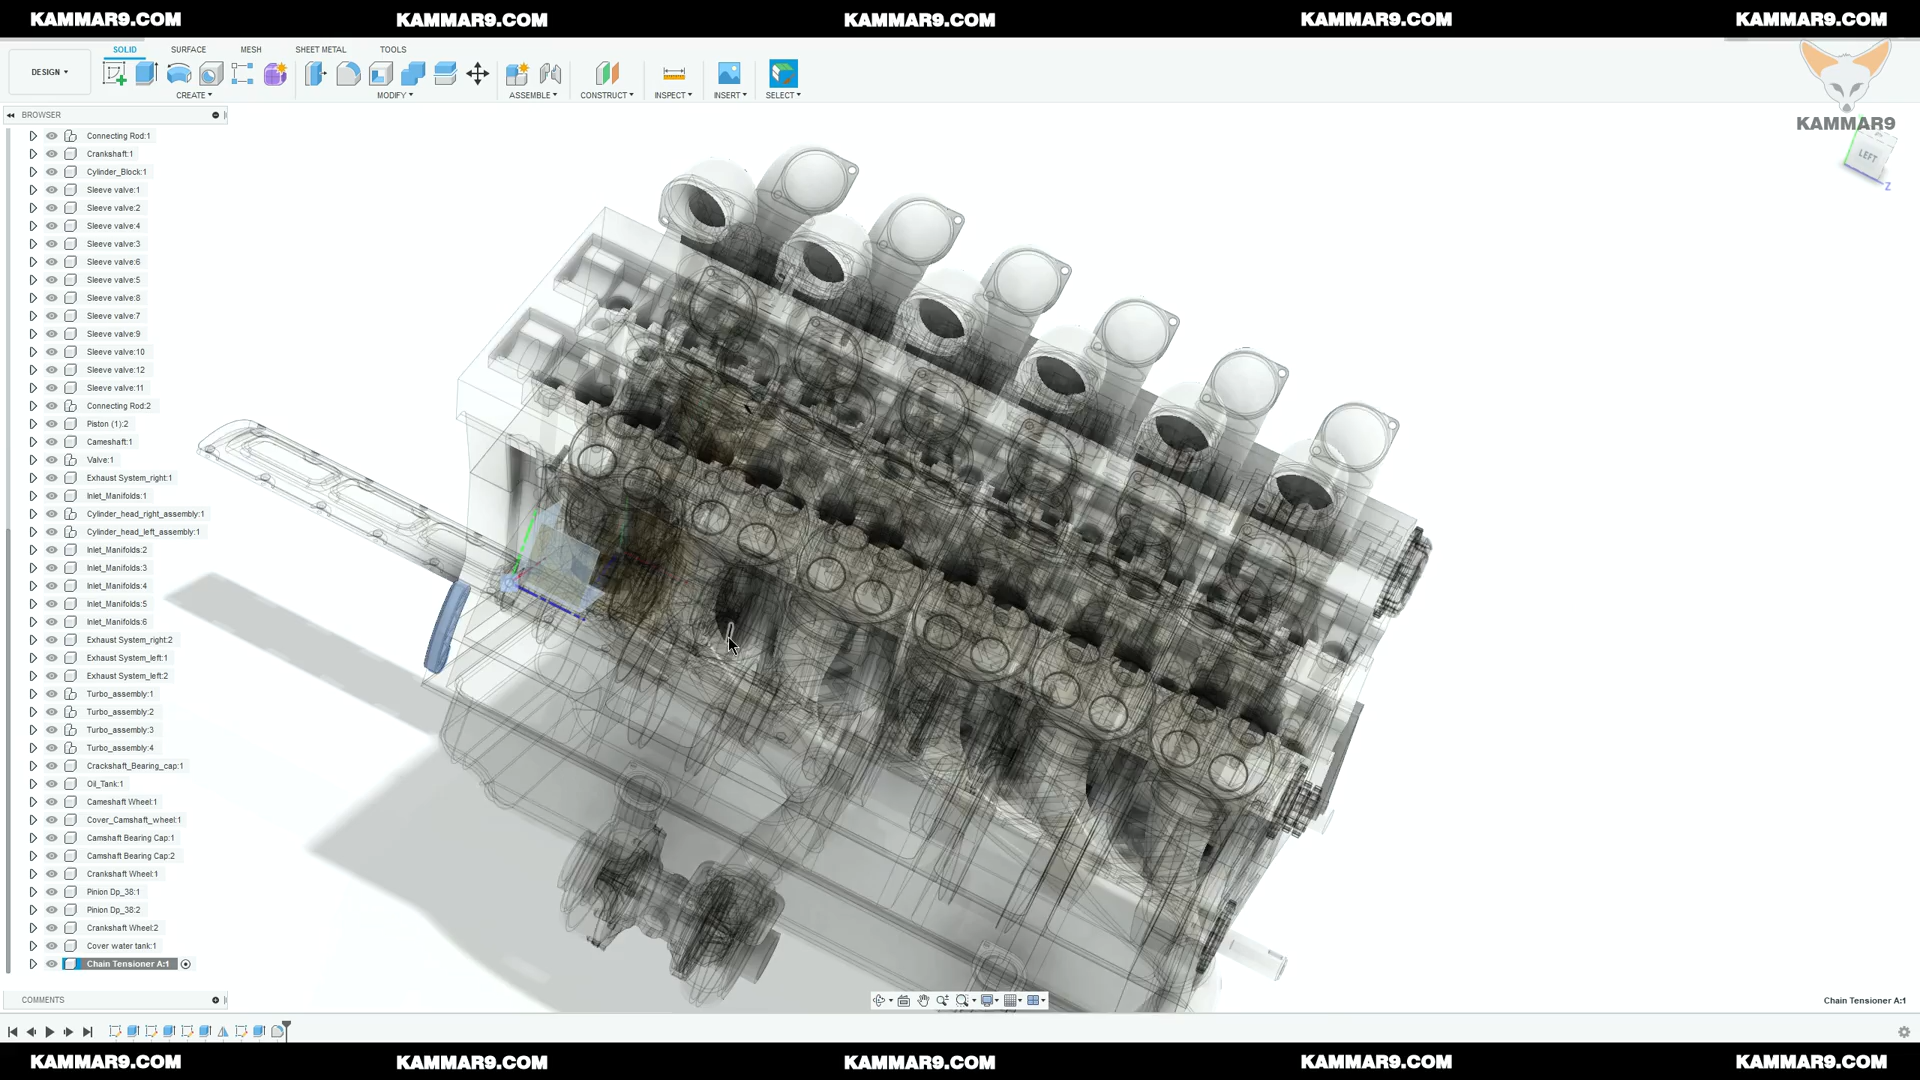 KAMMAR9.COM KAMMAR9.COM KAMMAR9.COM KAMMAR9.COM KAMMAR9.COM
SOLID SURFACE MESH SHEET METAL TOOLS
DESIGN
CREATE MODIFY ASSEMBLE CONSTRUCT INSPECT INSERT SELECT
KAMMAR9
LEFT
Z
BROWSER
Connecting Rod:1
Crankshaft:1
Cylinder_Block:1
Sleeve valve:1
Sleeve valve:2
Sleeve valve:4
Sleeve valve:3
Sleeve valve:6
Sleeve valve:5
Sleeve valve:8
Sleeve valve:7
Sleeve valve:9
Sleeve valve:10
Sleeve valve:12
Sleeve valve:11
Connecting Rod:2
Piston (1):2
Cameshaft:1
Valve:1
Exhaust System_right:1
Inlet_Manifolds:1
Cylinder_head_right_assembly:1
Cylinder_head_left_assembly:1
Inlet_Manifolds:2
Inlet_Manifolds:3
Inlet_Manifolds:4
Inlet_Manifolds:5
Inlet_Manifolds:6
Exhaust System_right:2
Exhaust System_left:1
Exhaust System_left:2
Turbo_assembly:1
Turbo_assembly:2
Turbo_assembly:3
Turbo_assembly:4
Crackshaft_Bearing_cap:1
Oil_Tank:1
Cameshaft Wheel:1
Cover_Camshaft_wheel:1
Camshaft Bearing Cap:1
Camshaft Bearing Cap:2
Crankshaft Wheel:1
Pinion Dp_38:1
Pinion Dp_38:2
Crankshaft Wheel:2
Cover water tank:1
Chain Tensioner A:1
COMMENTS
Chain Tensioner A:1
KAMMAR9.COM KAMMAR9.COM KAMMAR9.COM KAMMAR9.COM KAMMAR9.COM